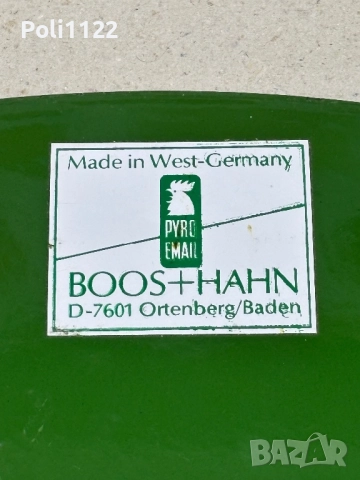 Poli1122
Made in West-Germany
PYRO
EMAIL
BOOS+HAHN
D-7601 Ortenberg/Baden
BAZAR